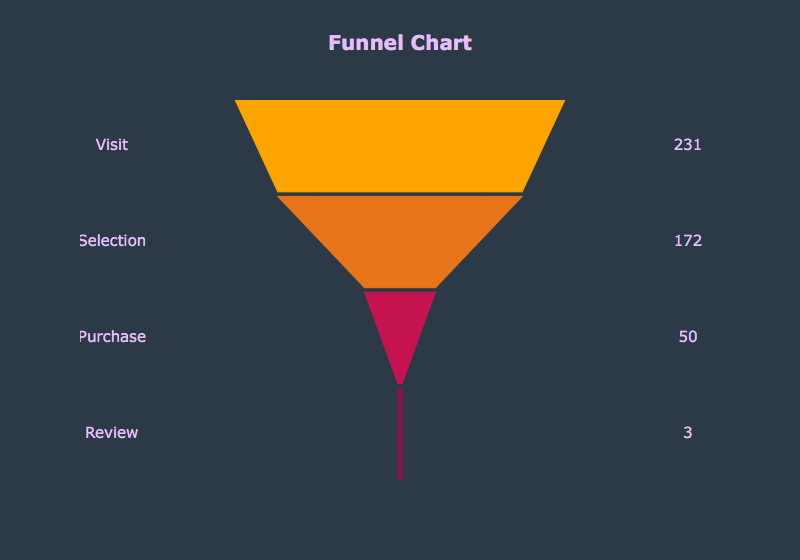 Funnel Chart
Visit 231
Selection 172
Purchase 50
Review 3